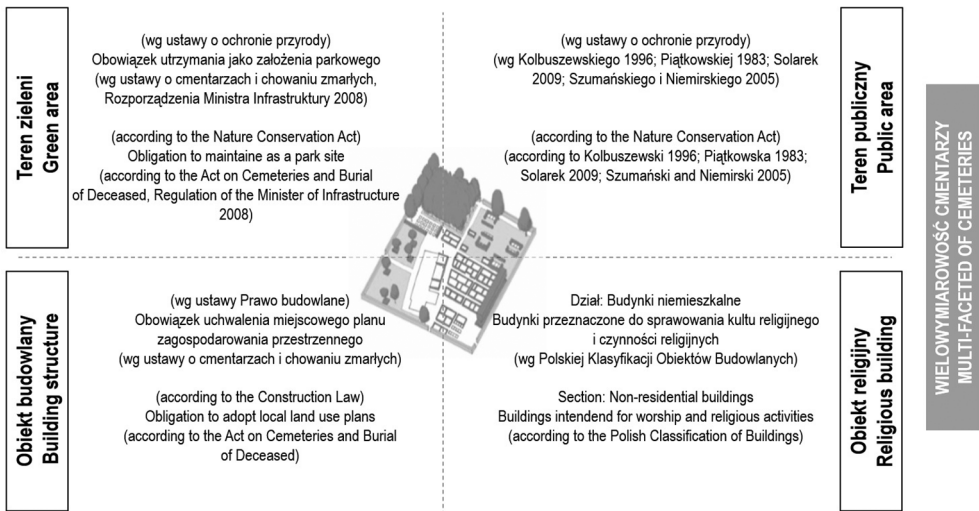 Teren zieleni
Green area
(wg ustawy o ochronie przyrody)
Obowiązek utrzymania jako założenia parkowego
(wg ustawy o cmentarzach i chowaniu zmarłych,
Rozporządzenia Ministra Infrastruktury 2008)
(according to the Nature Conservation Act)
Obligation to maintaine as a park site
(according to the Act on Cemeteries and Burial
of Deceased, Regulation of the Minister of Infrastructure
2008)
(wg ustawy o ochronie przyrody)
(wg Kolbuszewskiego 1996; Piątkowskiej 1983; Solarek
2009; Szumańskiego i Niemirskiego 2005)
(according to the Nature Conservation Act)
(according to Kolbuszewski 1996; Piątkowska 1983;
Solarek 2009; Szumański and Niemirski 2005)
Teren publiczny
Public area
Obiekt budowlany
Building structure
(wg ustawy Prawo budowlane)
Obowiązek uchwalenia miejscowego planu
zagospodarowania przestrzennego
(wg ustawy o cmentarzach i chowaniu zmarłych)
(according to the Construction Law)
Obligation to adopt local land use plans
(according to the Act on Cemeteries and Burial
of Deceased)
Dział: Budynki niemieszkalne
Budynki przeznaczone do sprawowania kultu religijnego
i czynności religijnych
(wg Polskiej Klasyfikacji Obiektów Budowlanych)
Section: Non-residential buildings
Buildings intendend for worship and religious activities
(according to the Polish Classification of Buildings)
Obiekt religijny
Religious building
WIELOWYMIAROWOŚĆ CMENTARZY
MULTI-FACETED OF CEMETERIES